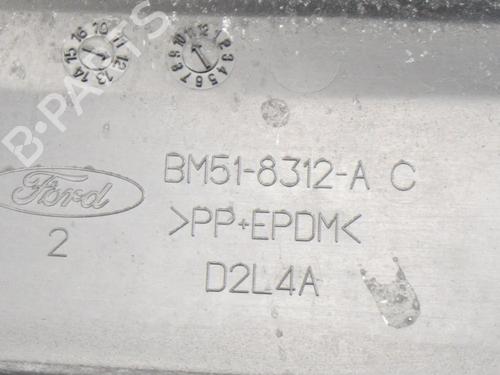 B-PARTS
Ford
2
BM51-8312-A C
>PP+EPDM<
D2L4A